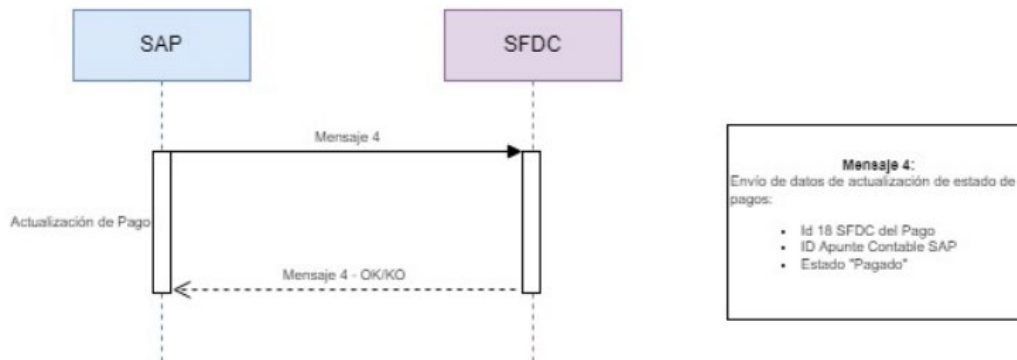 SAP
SFDC
Mensaje 4
Actualización de Pago
Mensaje 4 - OK/KO
Mensaje 4:
Envío de datos de actualización de estado de
pagos:
• Id 18 SFDC del Pago
• ID Apunte Contable SAP
• Estado "Pagado"